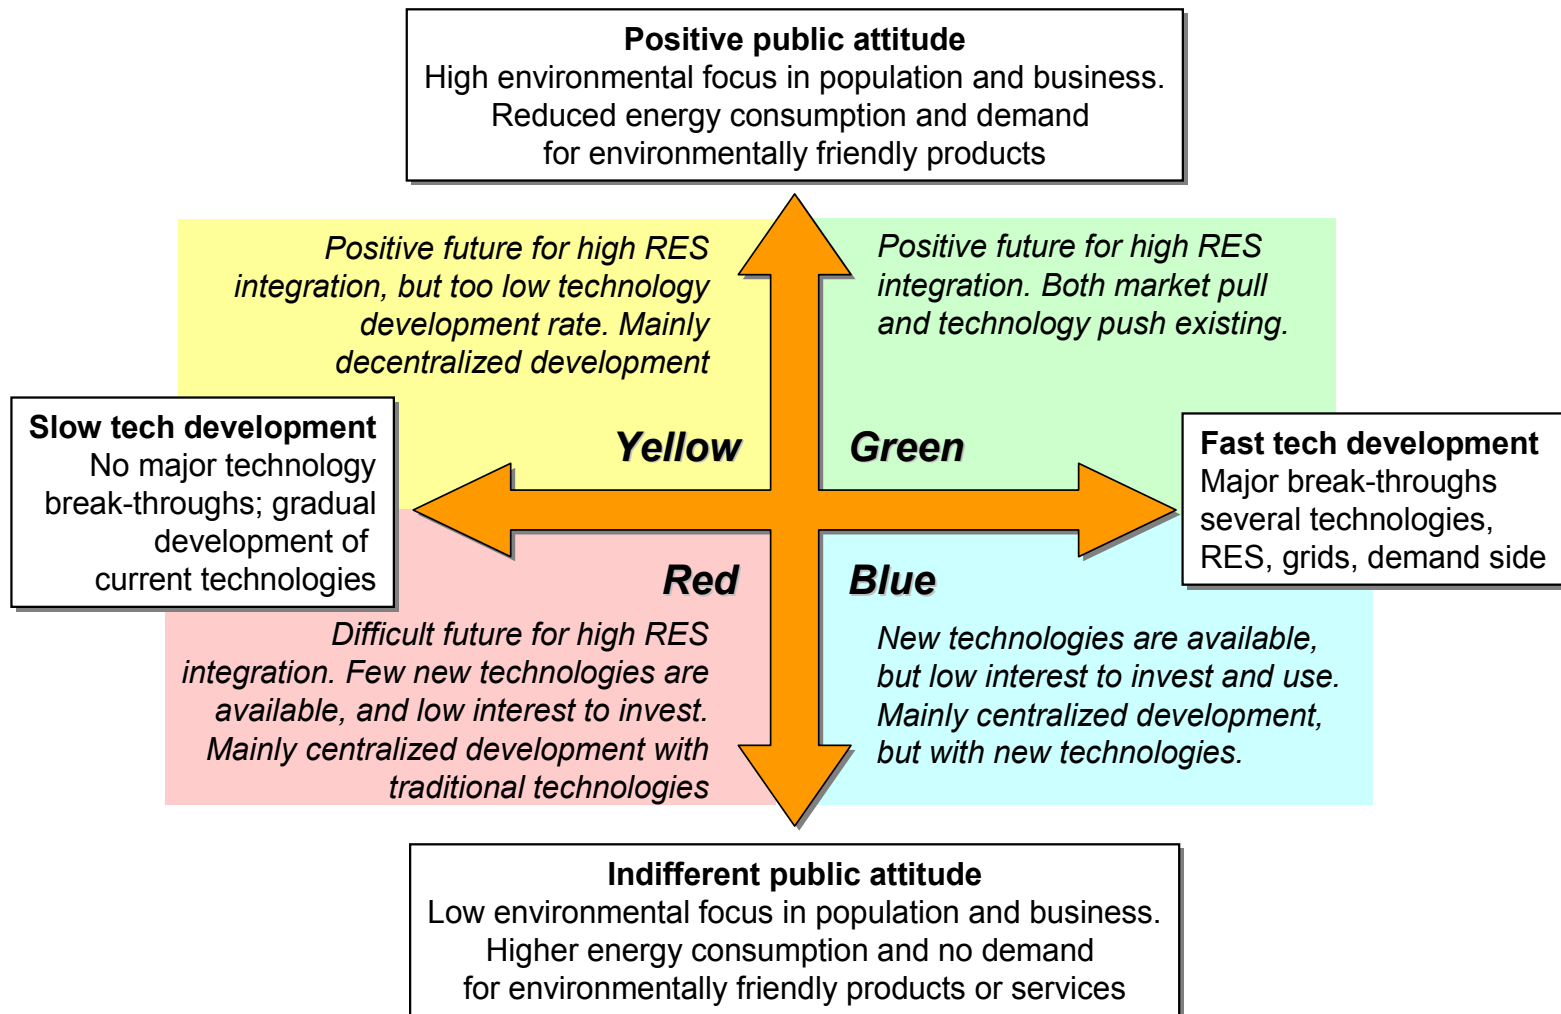 Positive public attitude
High environmental focus in population and business.
Reduced energy consumption and demand
for environmentally friendly products
Positive future for high RES
integration, but too low technology
development rate. Mainly
decentralized development
Yellow
Positive future for high RES
integration. Both market pull
and technology push existing.
Green
Slow tech development
No major technology
break-throughs; gradual
development of
current technologies
Fast tech development
Major break-throughs
several technologies,
RES, grids, demand side
Red
Difficult future for high RES
integration. Few new technologies are
available, and low interest to invest.
Mainly centralized development with
traditional technologies
Blue
New technologies are available,
but low interest to invest and use.
Mainly centralized development,
but with new technologies.
Indifferent public attitude
Low environmental focus in population and business.
Higher energy consumption and no demand
for environmentally friendly products or services